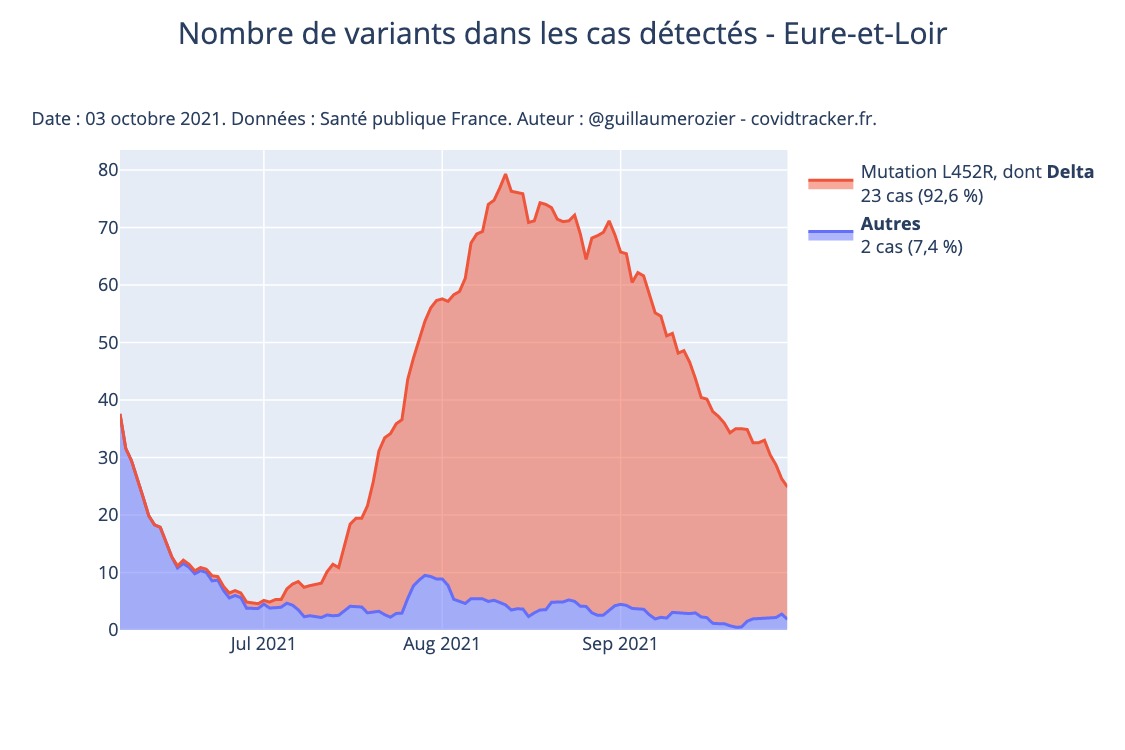 Nombre de variants dans les cas détectés - Eure-et-Loir
Date : 03 octobre 2021. Données : Santé publique France. Auteur : @guillaumerozier - covidtracker.fr.
80
70
60
50
40
30
20
10
0
Jul 2021
Aug 2021
Sep 2021
Mutation L452R, dont Delta
23 cas (92,6 %)
Autres
2 cas (7,4 %)